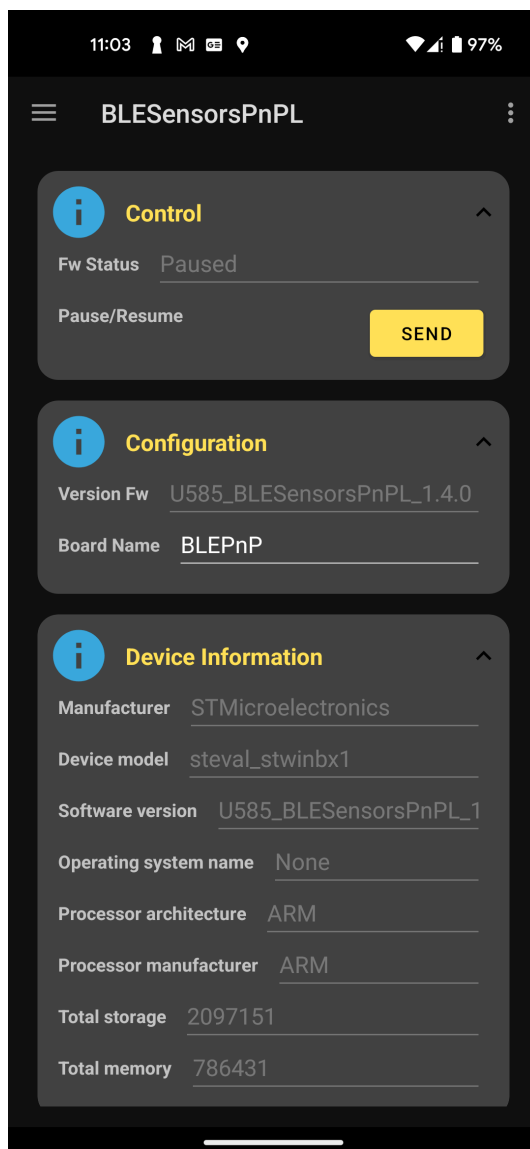 11:03
97%
BLESensorsPnPL
Control
Fw Status Paused
Pause/Resume
SEND
Configuration
Version Fw U585_BLESensorsPnPL_1.4.0
Board Name BLEPnP
Device Information
Manufacturer STMicroelectronics
Device model steval_stwinbx1
Software version U585_BLESensorsPnPL_1
Operating system name None
Processor architecture ARM
Processor manufacturer ARM
Total storage 2097151
Total memory 786431